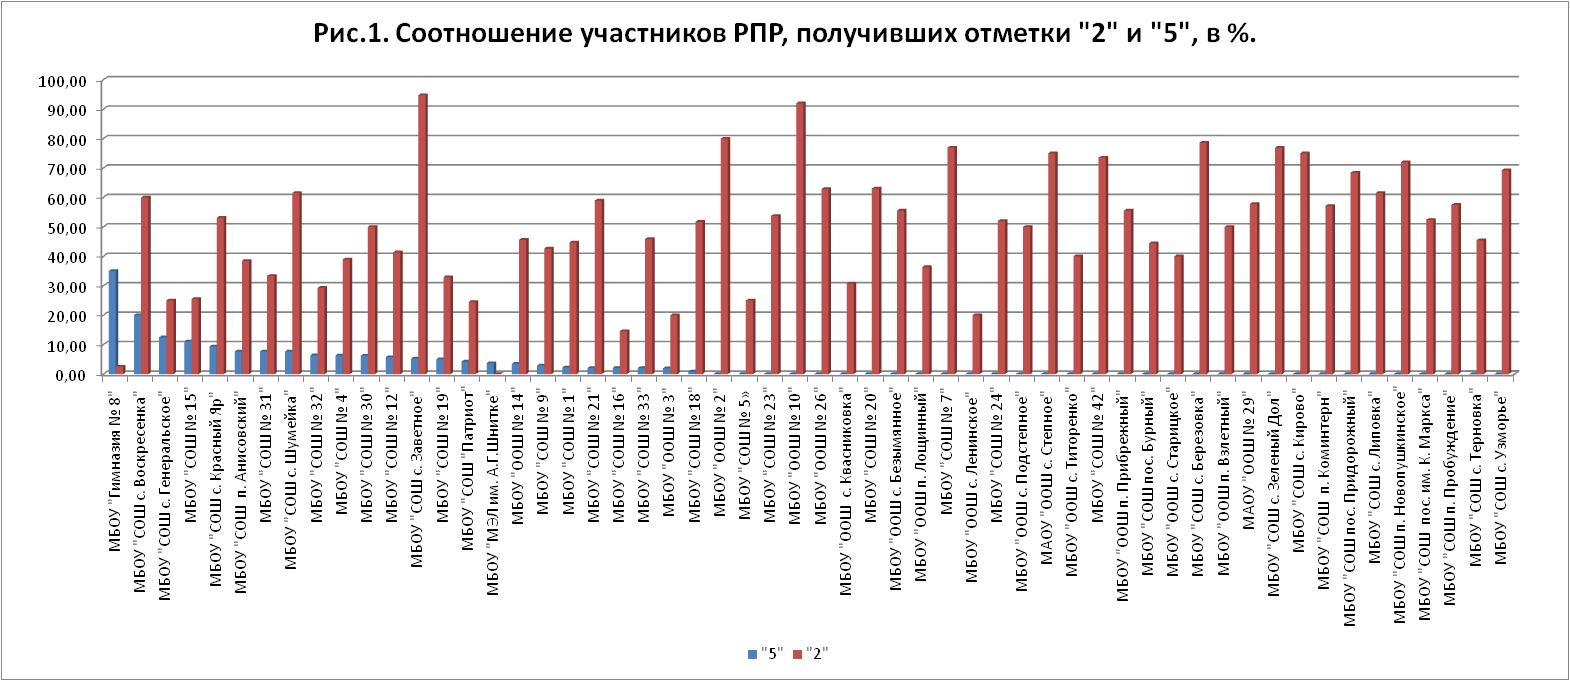 Рис.1. Соотношение участников РПР, получивших отметки "2" и "5", в %.
100,00
90,00
80,00
70,00
60,00
50,00
40,00
30,00
20,00
10,00
0,00
МБОУ "Гимназия № 8"
МБОУ "СОШ с. Воскресенка"
МБОУ "СОШ с. Генеральское"
МБОУ "СОШ № 15"
МБОУ "СОШ с. Красный Яр"
МБОУ "СОШ п. Анисовский"
МБОУ "СОШ № 31"
МБОУ "СОШ с. Шумейка"
МБОУ "СОШ № 32"
МБОУ "СОШ № 4"
МБОУ "СОШ № 30"
МБОУ "СОШ № 12"
МБОУ "СОШ с. Заветное"
МБОУ "СОШ № 19"
МБОУ "СОШ "Патриот"
МБОУ "МЭЛ им. А.Г.Шнитке"
МБОУ "ООШ № 14"
МБОУ "СОШ № 9"
МБОУ "СОШ № 1"
МБОУ "СОШ № 21"
МБОУ "СОШ № 16"
МБОУ "СОШ № 33"
МБОУ "ООШ № 3"
МБОУ "СОШ № 18"
МБОУ "ООШ № 2"
МБОУ "СОШ № 5»
МБОУ "СОШ № 23"
МБОУ "ООШ № 10"
МБОУ "ООШ № 26"
МБОУ "ООШ с. Квасниковка"
МБОУ "СОШ № 20"
МБОУ "ООШ с. Безымянное"
МБОУ "ООШ п. Лощинный"
МБОУ "СОШ № 7"
МБОУ "ООШ с. Ленинское"
МБОУ "СОШ № 24"
МБОУ "ООШ с. Подстепное"
МАОУ "ООШ с. Степное"
МБОУ "ООШ с. Титоренко"
МБОУ "СОШ № 42"
МБОУ "ООШ п. Прибрежный"
МБОУ "СОШ пос. Бурный"
МБОУ "ООШ с. Старицкое"
МБОУ "СОШ с. Березовка"
МБОУ "ООШ п. Взлетный"
МАОУ "ООШ № 29"
МБОУ "СОШ с. Зеленый Дол"
МБОУ "СОШ с. Кирово"
МБОУ "СОШ п. Коминтерн"
МБОУ "СОШ пос. Придорожный"
МБОУ "СОШ с. Липовка"
МБОУ "СОШ п. Новопушкинское"
МБОУ "СОШ пос. им. К. Маркса"
МБОУ "СОШ п. Пробуждение"
МБОУ "СОШ с. Терновка"
МБОУ "СОШ с. Узморье"
"5" "2"